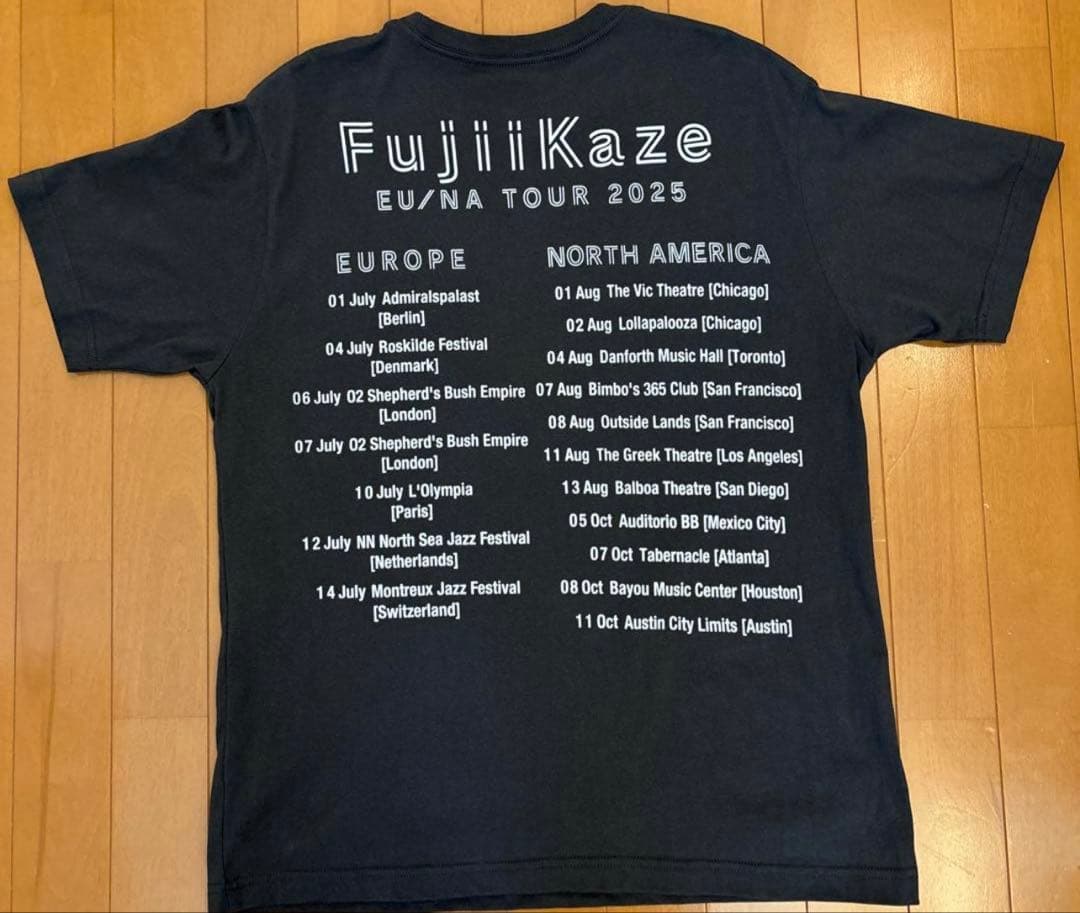 FujiiKaze
EU/NA TOUR 2025
EUROPE
01 July Admiralspalast
[Berlin]
04 July Roskilde Festival
[Denmark]
06 July O2 Shepherd's Bush Empire
[London]
07 July O2 Shepherd's Bush Empire
[London]
10 July L'Olympia
[Paris]
12 July NN North Sea Jazz Festival
[Netherlands]
14 July Montreux Jazz Festival
[Switzerland]
NORTH AMERICA
01 Aug The Vic Theatre [Chicago]
02 Aug Lollapalooza [Chicago]
04 Aug Danforth Music Hall [Toronto]
07 Aug Bimbo's 365 Club [San Francisco]
08 Aug Outside Lands [San Francisco]
11 Aug The Greek Theatre [Los Angeles]
13 Aug Balboa Theatre [San Diego]
05 Oct Auditorio BB [Mexico City]
07 Oct Tabernacle [Atlanta]
08 Oct Bayou Music Center [Houston]
11 Oct Austin City Limits [Austin]